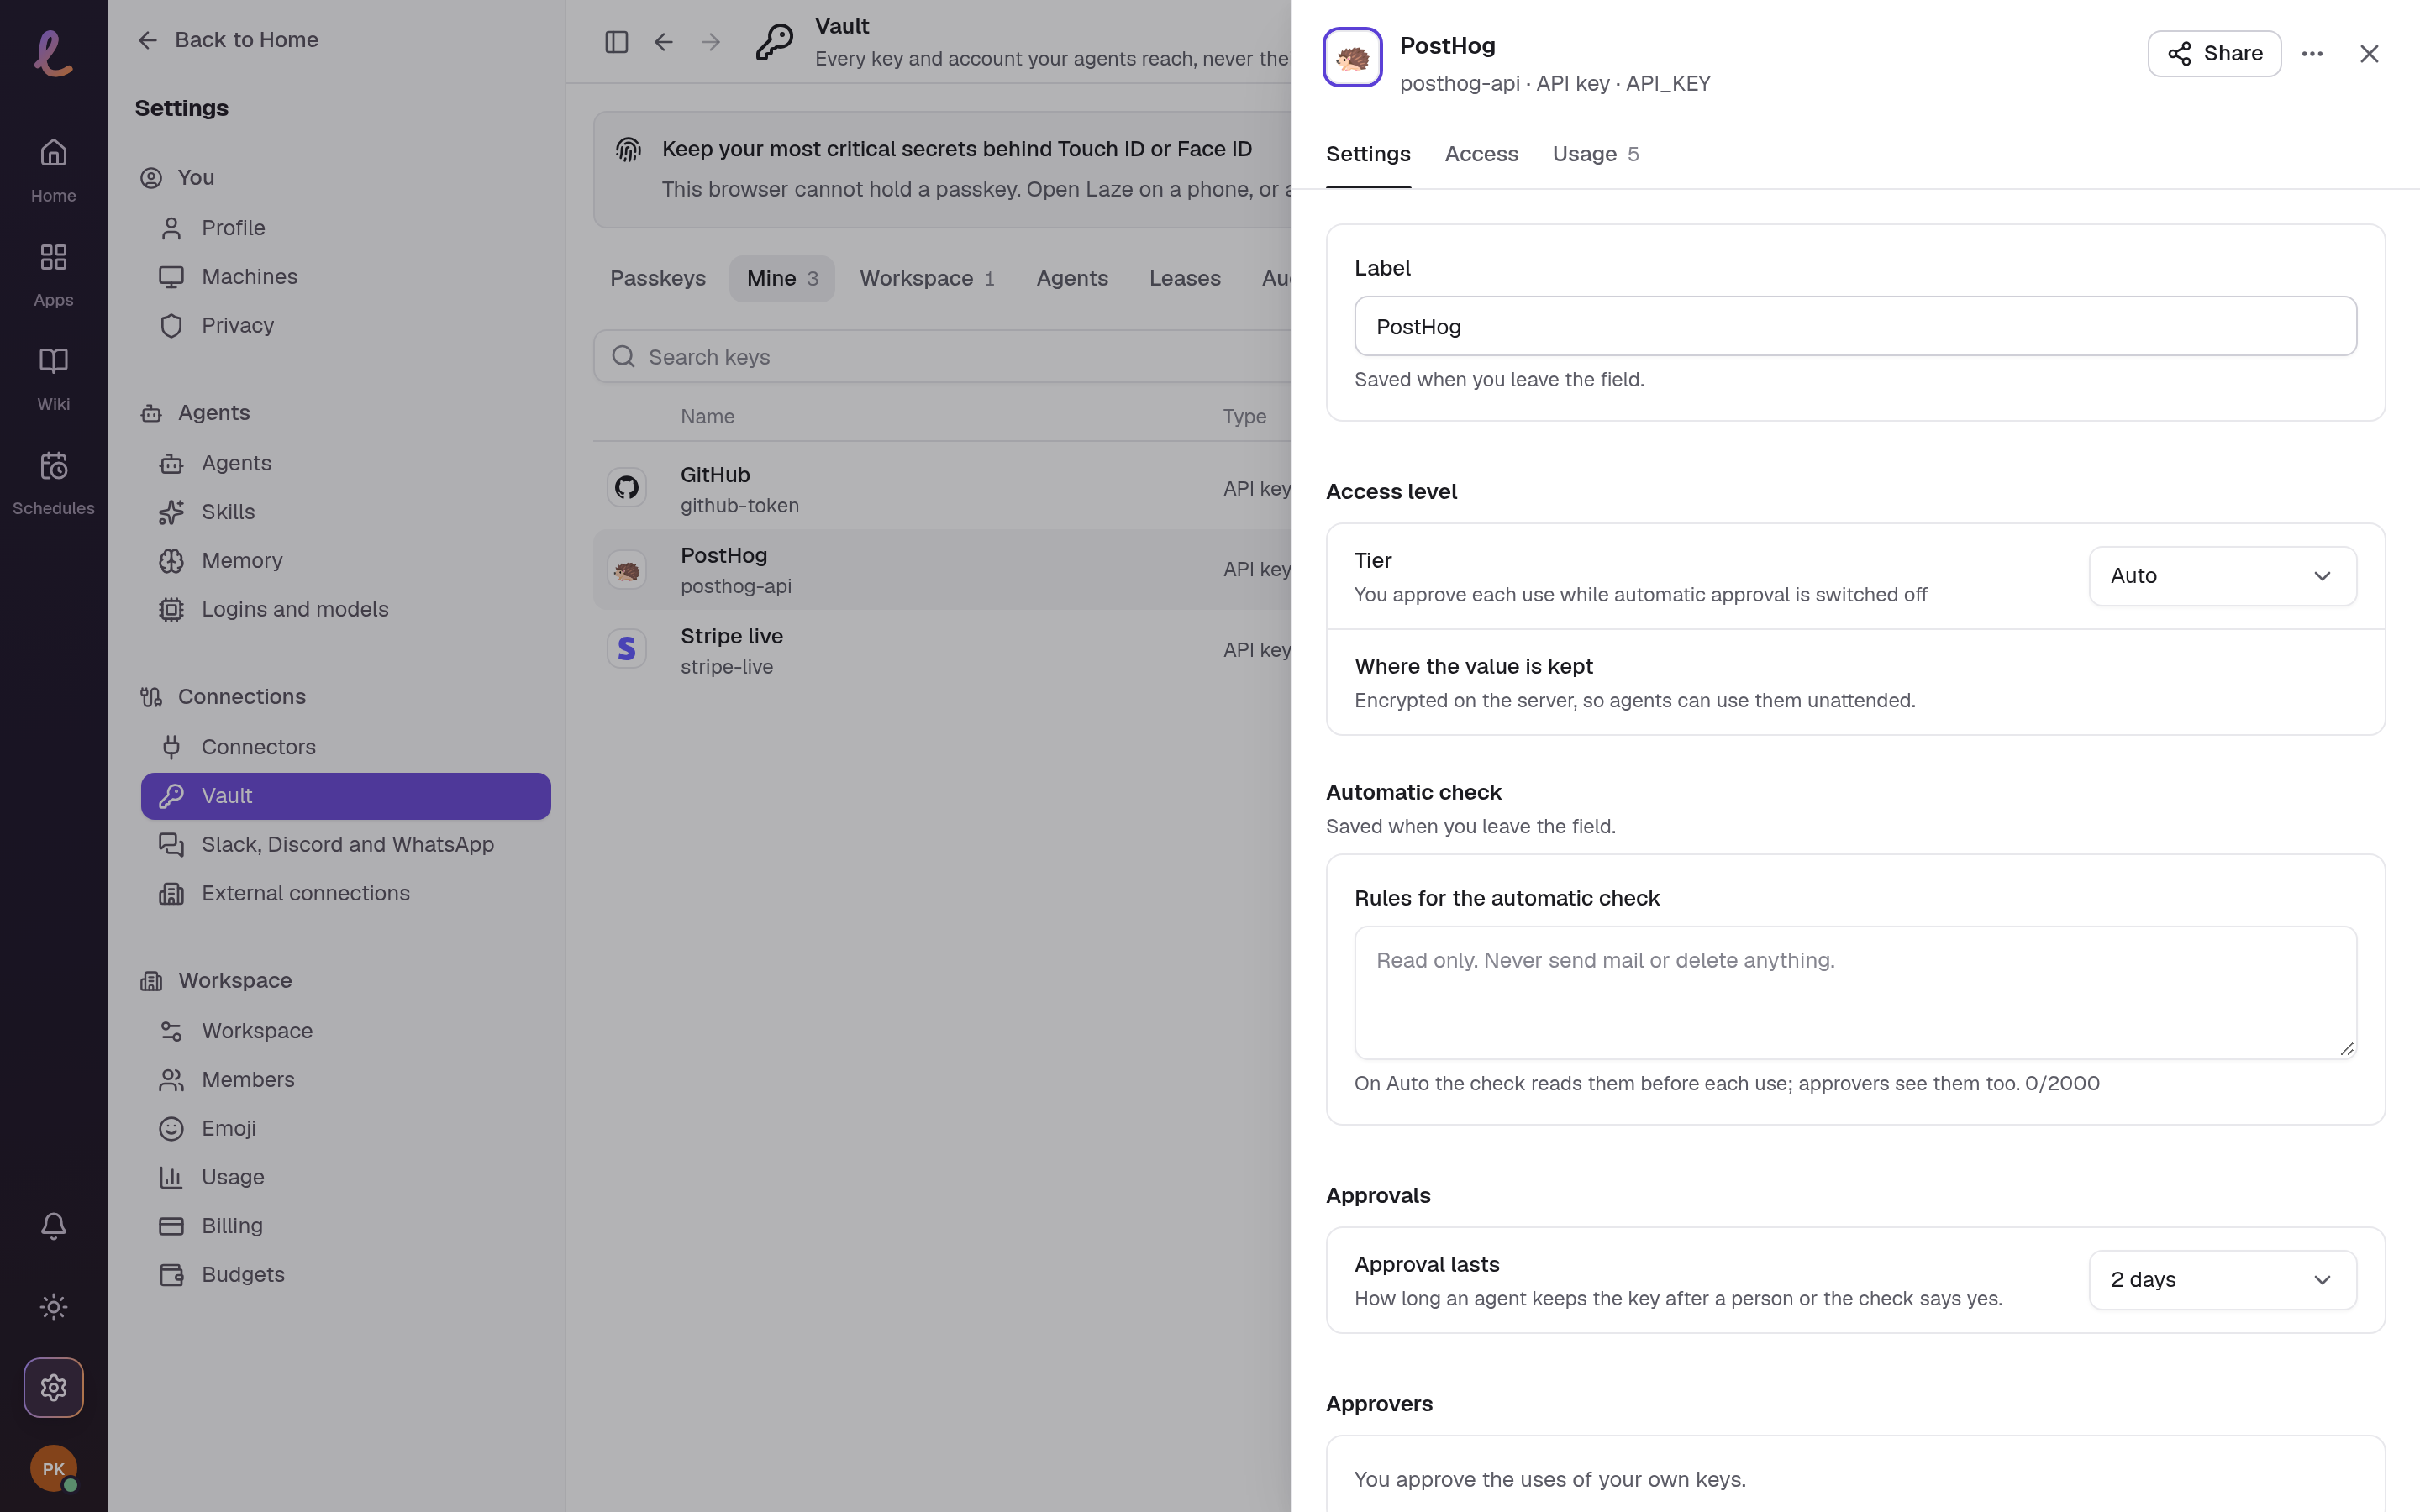 Home
Apps
Wiki
Schedules
PK
Back to Home
Settings
You
Profile
Machines
Privacy
Agents
Agents
Skills
Memory
Logins and models
Connections
Connectors
Vault
Slack, Discord and WhatsApp
External connections
Workspace
Workspace
Members
Emoji
Usage
Billing
Budgets
Vault
Every key and account your agents reach, never the
Keep your most critical secrets behind Touch ID or Face ID
This browser cannot hold a passkey. Open Laze on a phone, or
Passkeys Mine 3 Workspace 1 Agents Leases
Search keys
Name Type
GitHub
github-token
API key
PostHog
posthog-api
API key
Stripe live
stripe-live
API key
PostHog
posthog-api · API key · API_KEY
Share
Settings Access Usage 5
Label
PostHog
Saved when you leave the field.
Access level
Tier
You approve each use while automatic approval is switched off
Auto
Where the value is kept
Encrypted on the server, so agents can use them unattended.
Automatic check
Saved when you leave the field.
Rules for the automatic check
Read only. Never send mail or delete anything.
On Auto the check reads them before each use; approvers see them too. 0/2000
Approvals
Approval lasts
How long an agent keeps the key after a person or the check says yes.
2 days
Approvers
You approve the uses of your own keys.